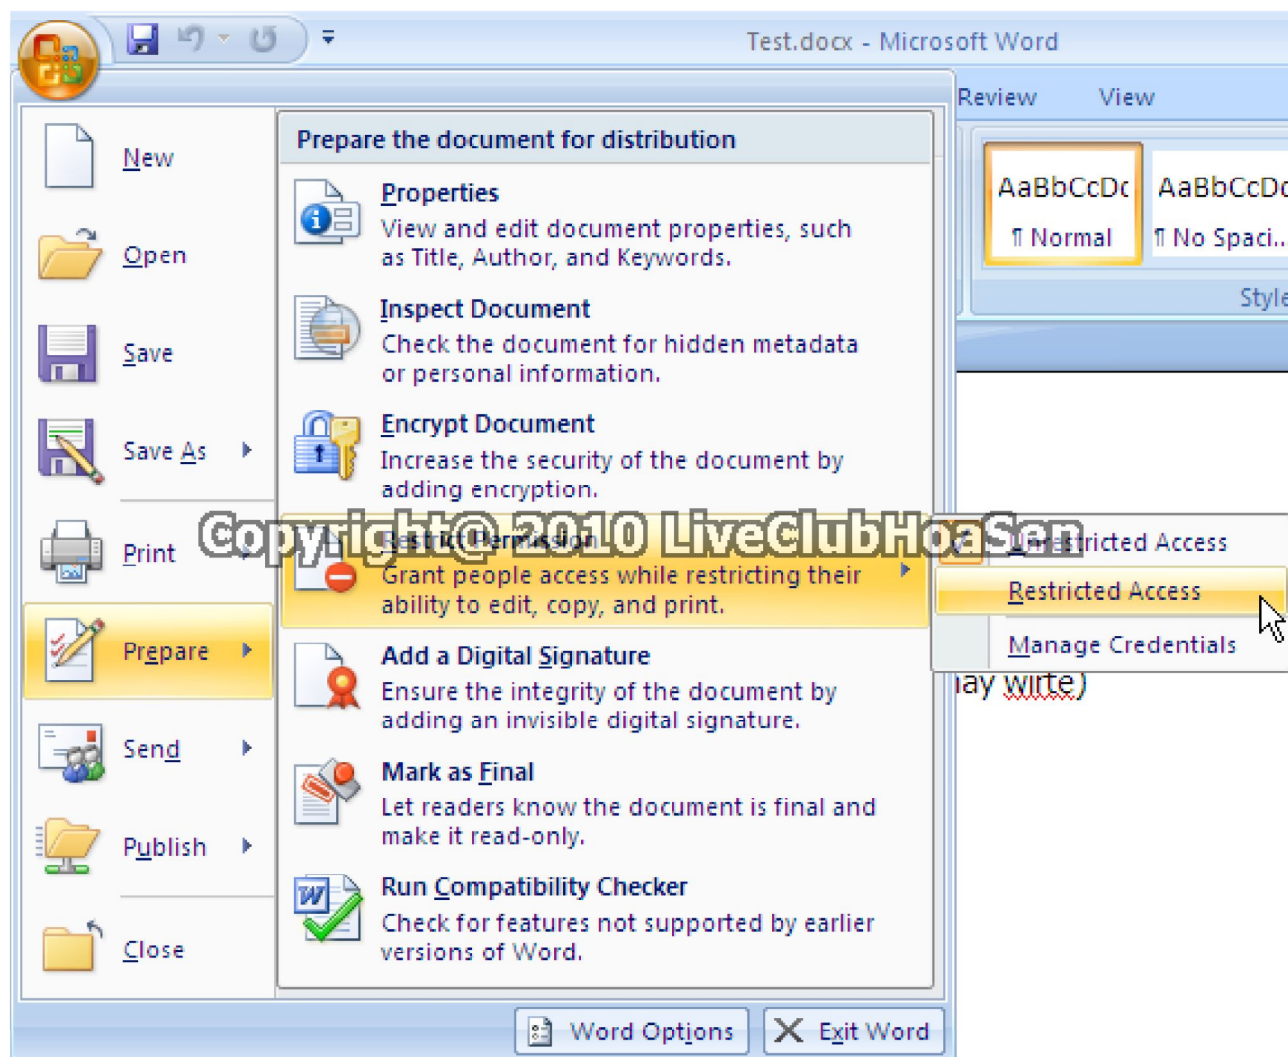 Test.docx - Microsoft Word
Review View
New
Open
Save
Save As
Print
Prepare
Send
Publish
Close
Prepare the document for distribution
Properties
View and edit document properties, such
as Title, Author, and Keywords.
Inspect Document
Check the document for hidden metadata
or personal information.
Encrypt Document
Increase the security of the document by
adding encryption.
Restrict Permission
Grant people access while restricting their
ability to edit, copy, and print.
Add a Digital Signature
Ensure the integrity of the document by
adding an invisible digital signature.
Mark as Final
Let readers know the document is final and
make it read-only.
Run Compatibility Checker
Check for features not supported by earlier
versions of Word.
Copyright@ 2010 LiveClubHoaSen
Unrestricted Access
Restricted Access
Manage Credentials
AaBbCcDc AaBbCcDc
¶ Normal ¶ No Spaci...
Style
wirte)
Word Options Exit Word